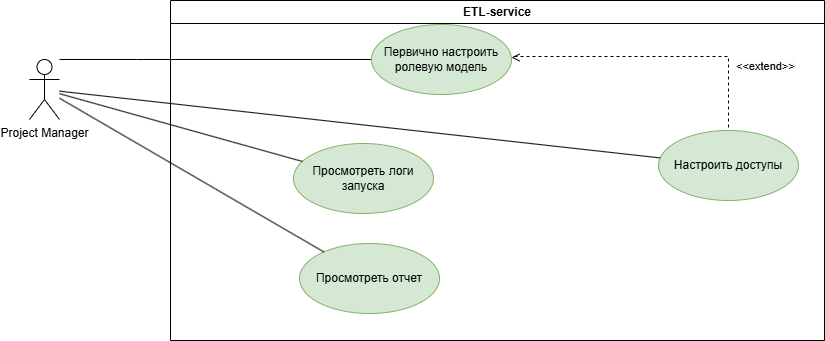 ETL-service
Первично настроить
ролевую модель
<<extend>>
Project Manager
Настроить доступы
Просмотреть логи
запуска
Просмотреть отчет